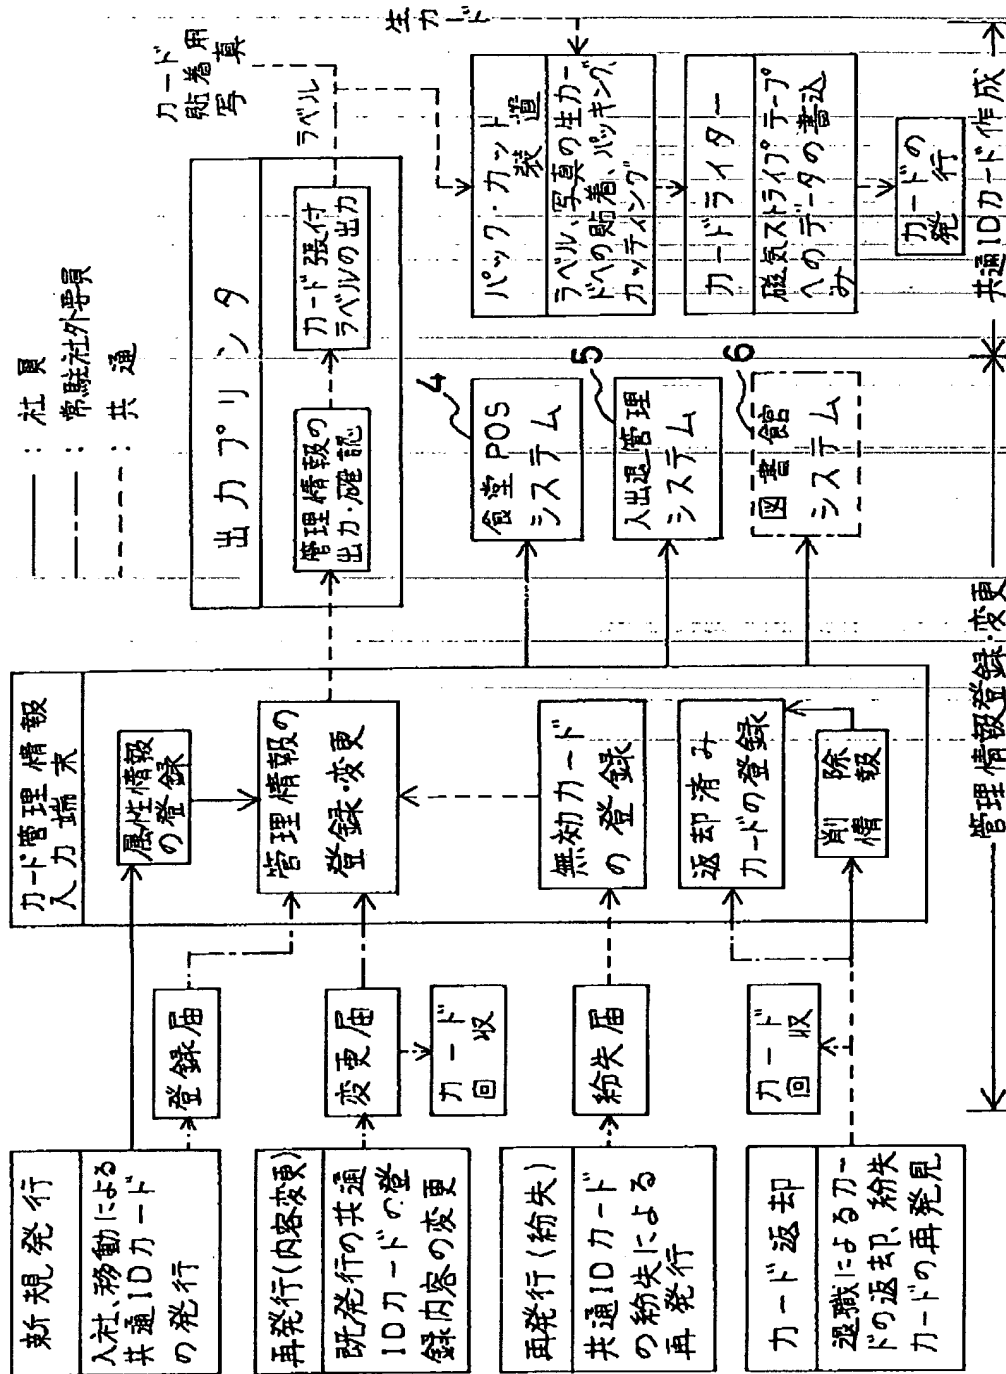 ――― : 社員
―・― : 常駐社外要員
- - - - : 共通
新規発行
入社、移動による
共通IDカード
の発行
再発行(内容変更)
既発行の共通
IDカードの登
録内容の変更
再発行(紛失)
共通IDカード
の紛失による
再発行
カード返却
退職によるカー
ドの返却、紛失
カードの再発見
登録届
変更届
カード
回収
紛失届
カード
回収
カード管理情報
入力端末
属性情報
の登録
管理情報の
登録・変更
無効カード
の登録
返却済み
カードの登録
削除
情報
出力プリンタ
管理情報の
出力・確認
カード張付
ラベルの出力
食堂POS
システム
4
入出退管理
システム
5
図書館
システム
6
カード
貼着用
写真
ラベル
生カード
パック・カット
装置
ラベル、写真の生カー
ドへの貼着、パッキング、
カッティング
カードライター
磁気ストライプテープ
へのデータの書込
み
カードの
発行
管理情報登録・変更
共通IDカード作成